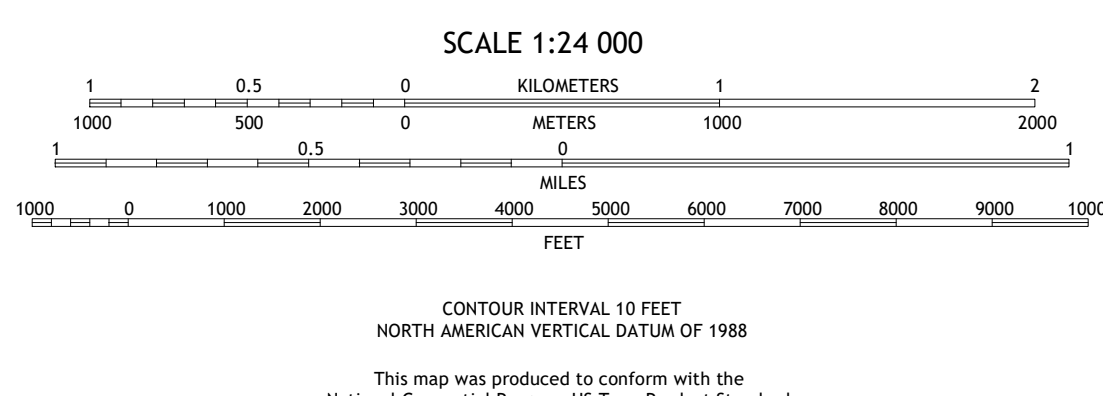 SCALE 1:24 000
1 0.5 0 KILOMETERS 1 2
1000 500 0 METERS 1000 2000
1 0.5 0 1
MILES
1000 0 1000 2000 3000 4000 5000 6000 7000 8000 9000 1000
FEET
CONTOUR INTERVAL 10 FEET
NORTH AMERICAN VERTICAL DATUM OF 1988
This map was produced to conform with the